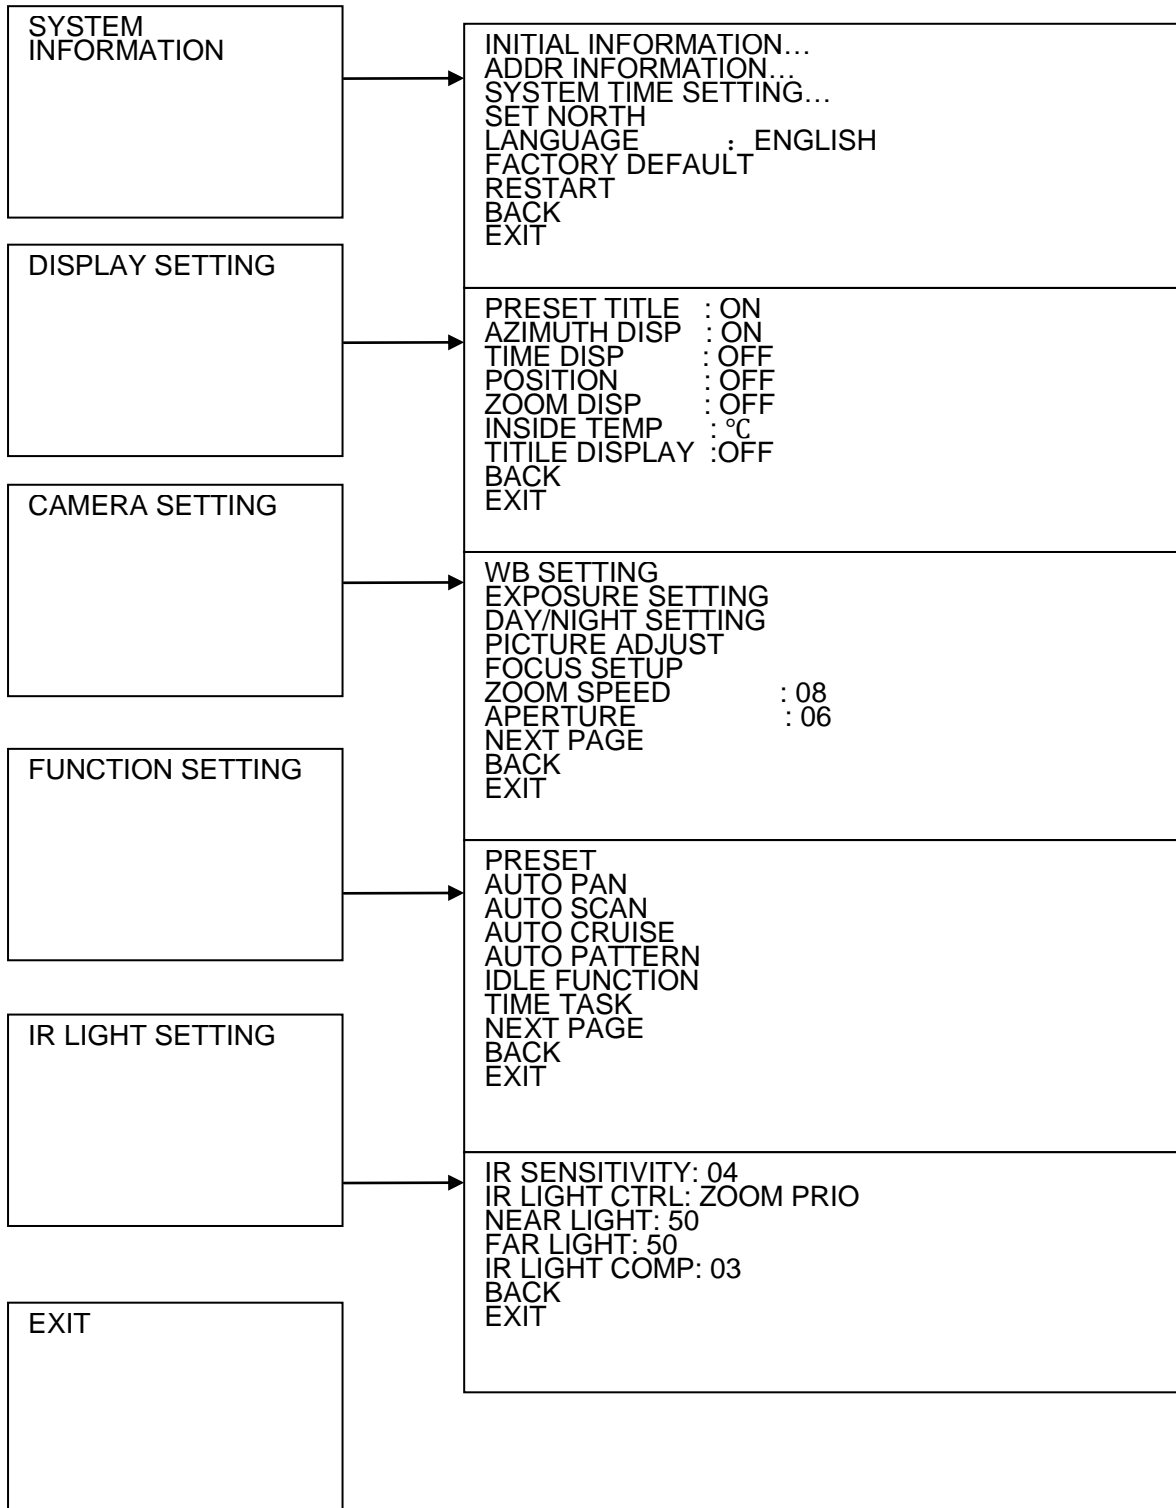 SYSTEM
INFORMATION
INITIAL INFORMATION…
ADDR INFORMATION…
SYSTEM TIME SETTING…
SET NORTH
LANGUAGE : ENGLISH
FACTORY DEFAULT
RESTART
BACK
EXIT
DISPLAY SETTING
PRESET TITLE : ON
AZIMUTH DISP : ON
TIME DISP : OFF
POSITION : OFF
ZOOM DISP : OFF
INSIDE TEMP : ℃
TITILE DISPLAY :OFF
BACK
EXIT
CAMERA SETTING
WB SETTING
EXPOSURE SETTING
DAY/NIGHT SETTING
PICTURE ADJUST
FOCUS SETUP
ZOOM SPEED : 08
APERTURE : 06
NEXT PAGE
BACK
EXIT
FUNCTION SETTING
PRESET
AUTO PAN
AUTO SCAN
AUTO CRUISE
AUTO PATTERN
IDLE FUNCTION
TIME TASK
NEXT PAGE
BACK
EXIT
IR LIGHT SETTING
IR SENSITIVITY: 04
IR LIGHT CTRL: ZOOM PRIO
NEAR LIGHT: 50
FAR LIGHT: 50
IR LIGHT COMP: 03
BACK
EXIT
EXIT